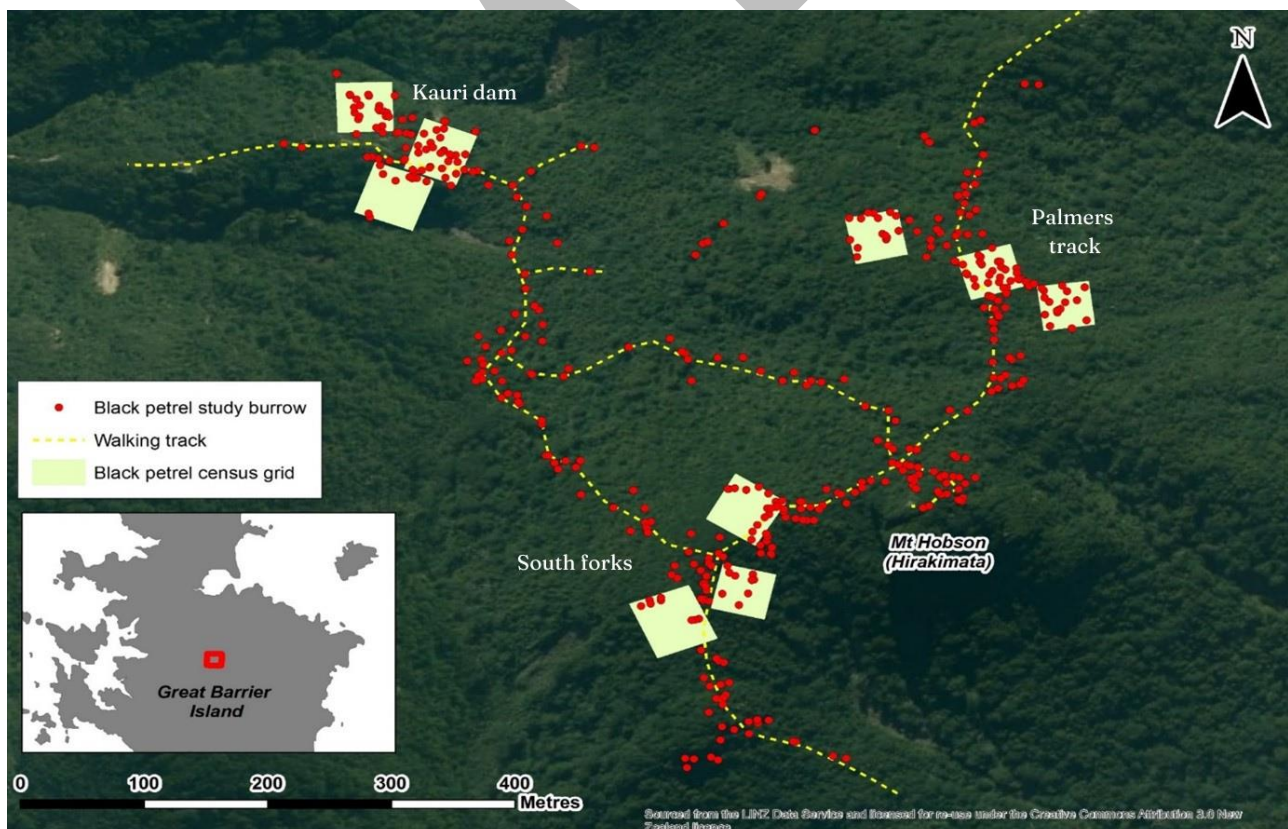 N
Kauri dam
Palmers
track
Black petrel study burrow
Walking track
Black petrel census grid
South forks
Mt Hobson
(Hirakimata)
Great Barrier
Island
0 100 200 300 400
Metres
Sourced from the LINZ Data Service and licensed for re-use under the Creative Commons Attribution 3.0 New
Zealand licence